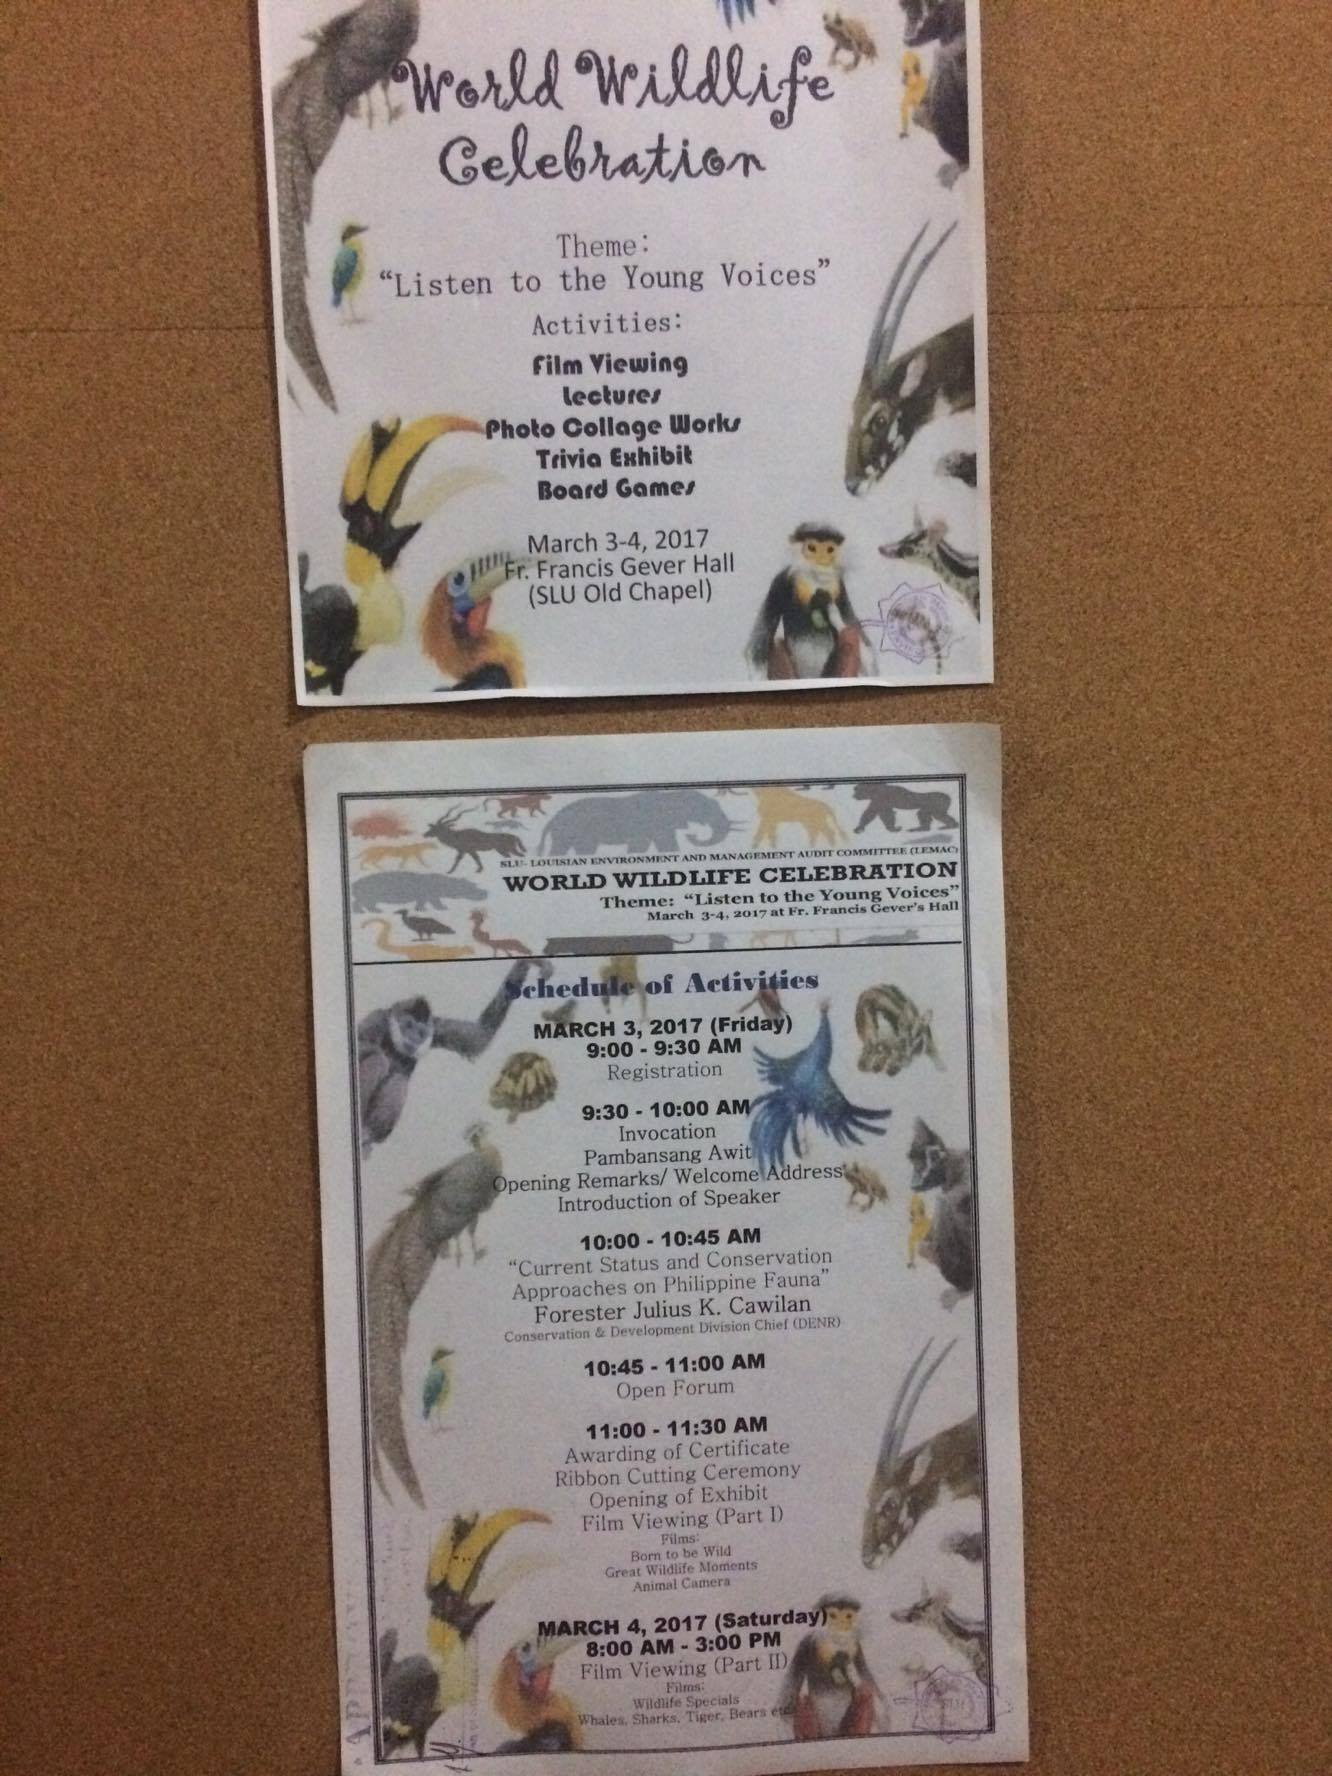 World Wildlife
Celebration
Theme:
“Listen to the Young Voices”
Activities:
Film Viewing
Lectures
Photo Collage Works
Trivia Exhibit
Board Games
March 3-4, 2017
Fr. Francis Gever Hall
(SLU Old Chapel)
SLU- LOUISIAN ENVIRONMENT AND MANAGEMENT AUDIT COMMITTEE (LEMAC)
WORLD WILDLIFE CELEBRATION
Theme: “Listen to the Young Voices”
March 3-4, 2017 at Fr. Francis Gever's Hall
Schedule of Activities
MARCH 3, 2017 (Friday)
9:00 - 9:30 AM
Registration
9:30 - 10:00 AM
Invocation
Pambansang Awit
Opening Remarks/ Welcome Address
Introduction of Speaker
10:00 - 10:45 AM
“Current Status and Conservation
Approaches on Philippine Fauna”
Forester Julius K. Cawilan
Conservation & Development Division Chief (DENR)
10:45 - 11:00 AM
Open Forum
11:00 - 11:30 AM
Awarding of Certificate
Ribbon Cutting Ceremony
Opening of Exhibit
Film Viewing (Part I)
Films:
Born to be Wild
Great Wildlife Moments
Animal Camera
MARCH 4, 2017 (Saturday)
8:00 AM - 3:00 PM
Film Viewing (Part II)
Films:
Wildlife Specials
Whales, Sharks, Tiger, Bears etc